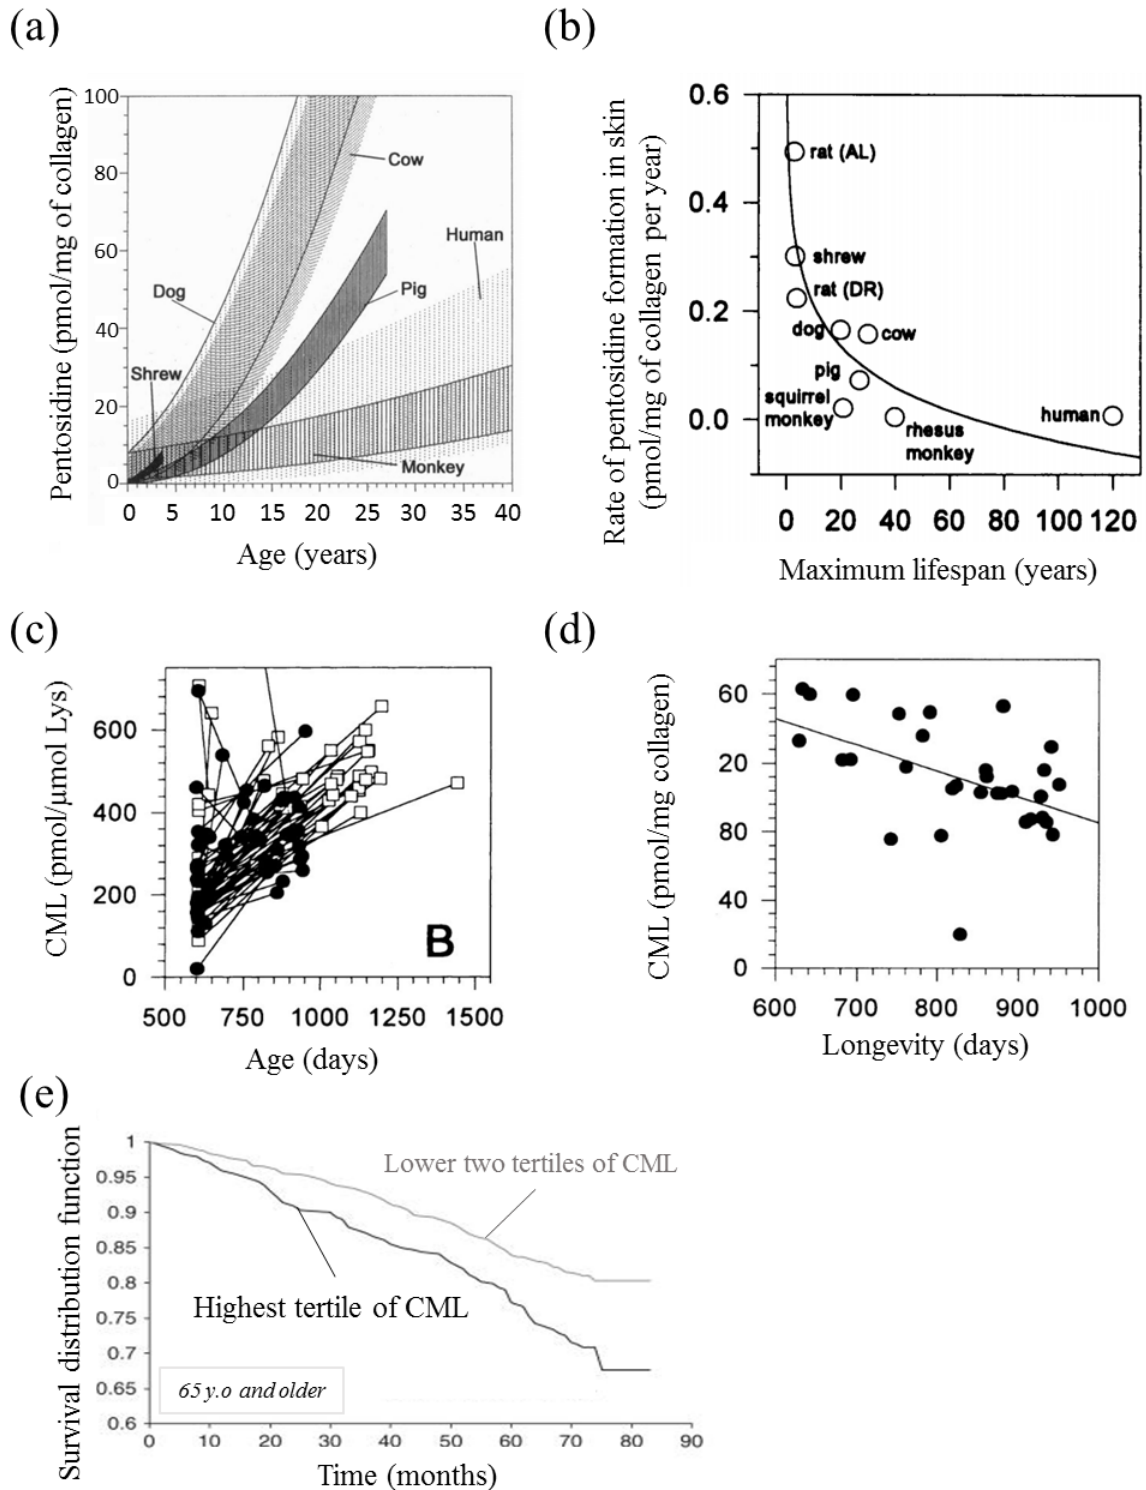 (a)
Pentosidine (pmol/mg of collagen)
100
80
60
40
20
0
Dog
Cow
Human
Pig
Shrew
Monkey
0 5 10 15 20 25 30 35 40
Age (years)
(b)
Rate of pentosidine formation in skin
(pmol/mg of collagen per year)
0.6
0.4
0.2
0.0
rat (AL)
shrew
rat (DR)
dog
cow
pig
squirrel
monkey
rhesus
monkey
human
0 20 40 60 80 100 120
Maximum lifespan (years)
(c)
CML (pmol/μmol Lys)
600
400
200
0
B
500 750 1000 1250 1500
Age (days)
(d)
CML (pmol/mg collagen)
60
20
80
40
0
600 700 800 900 1000
Longevity (days)
(e)
Survival distribution function
1
0.95
0.9
0.85
0.8
0.75
0.7
0.65
0.6
Lower two tertiles of CML
Highest tertile of CML
65 y.o and older
0 10 20 30 40 50 60 70 80 90
Time (months)